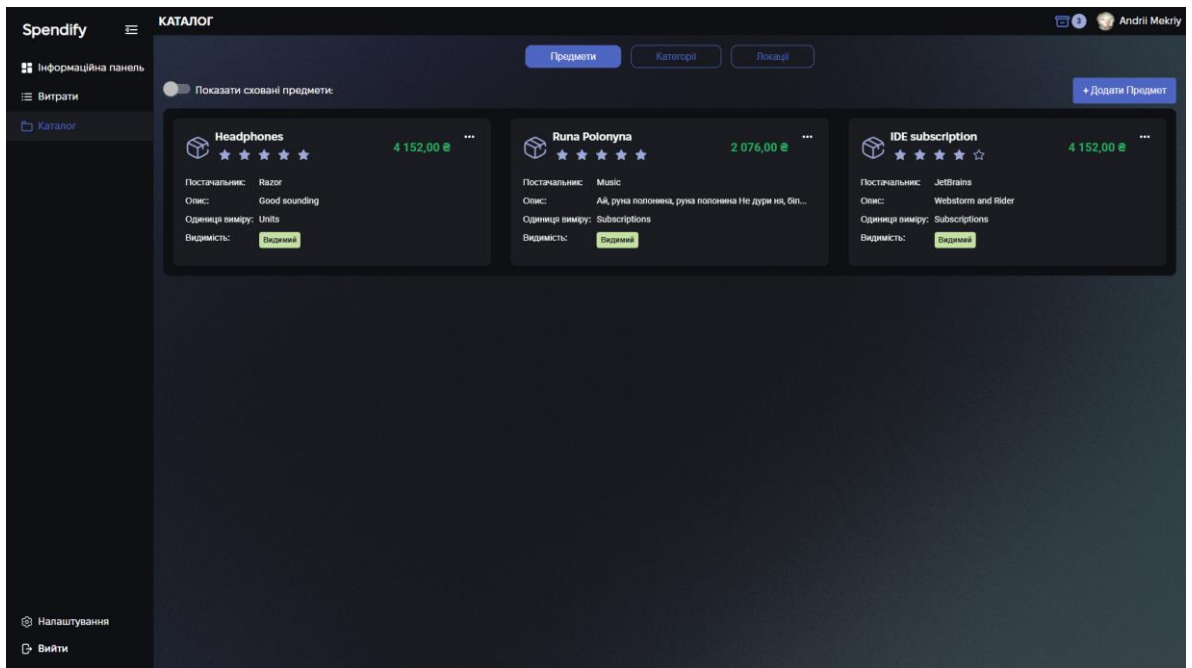 Spendify
КАТАЛОГ
3
Andrii Mekriy
Інформаційна панель
Витрати
Каталог
Предмети
Категорії
Локації
Показати сховані предмети:
+ Додати Предмет
Headphones
4 152,00 ₴
Постачальник: Razor
Опис: Good sounding
Одиниця виміру: Units
Видимість: Видимий
Runa Polonyna
2 076,00 ₴
Постачальник: Music
Опис: Ай, руна полонина, руна полонина Не дури ня, біл...
Одиниця виміру: Subscriptions
Видимість: Видимий
IDE subscription
4 152,00 ₴
Постачальник: JetBrains
Опис: Webstorm and Rider
Одиниця виміру: Subscriptions
Видимість: Видимий
Налаштування
Вийти